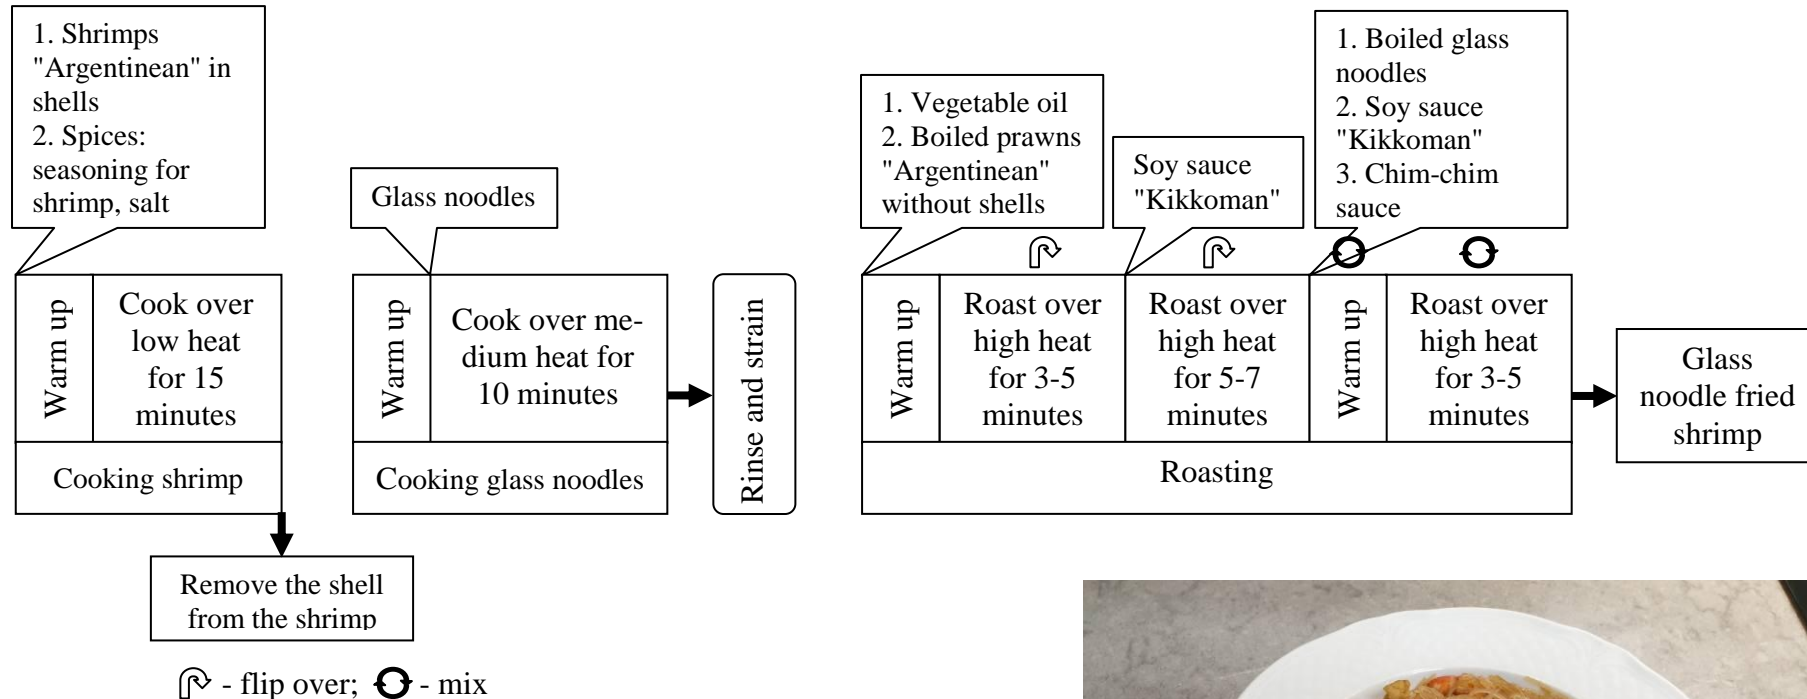 1. Shrimps
"Argentinean" in
shells
2. Spices:
seasoning for
shrimp, salt
Warm up
Cook over
low heat
for 15
minutes
Cooking shrimp
Remove the shell
from the shrimp
Glass noodles
Warm up
Cook over me-
dium heat for
10 minutes
Cooking glass noodles
Rinse and strain
1. Vegetable oil
2. Boiled prawns
"Argentinean"
without shells
Soy sauce
"Kikkoman"
1. Boiled glass
noodles
2. Soy sauce
"Kikkoman"
3. Chim-chim
sauce
Warm up
Roast over
high heat
for 3-5
minutes
Roast over
high heat
for 5-7
minutes
Warm up
Roast over
high heat
for 3-5
minutes
Roasting
Glass
noodle fried
shrimp
- flip over; - mix